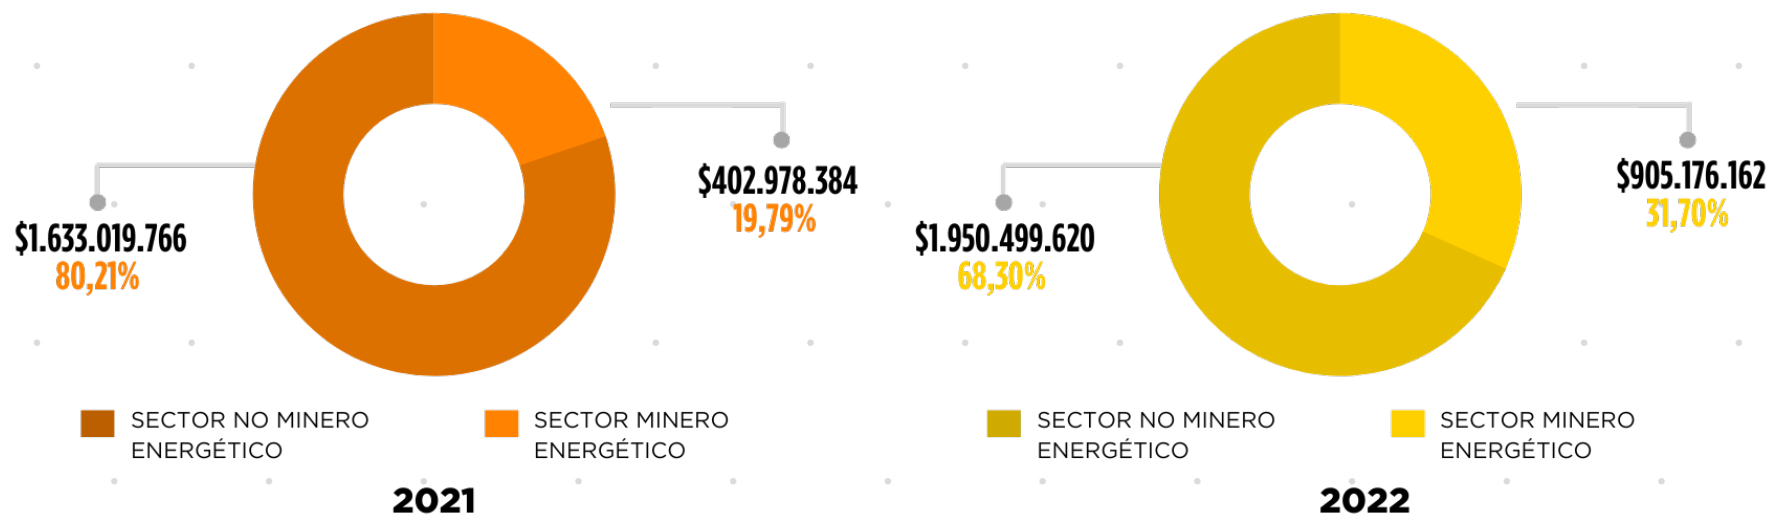 $402.978.384
19,79%
$1.633.019.766
80,21%
SECTOR NO MINERO
ENERGÉTICO
SECTOR MINERO
ENERGÉTICO
2021
$905.176.162
31,70%
$1.950.499.620
68,30%
SECTOR NO MINERO
ENERGÉTICO
SECTOR MINERO
ENERGÉTICO
2022